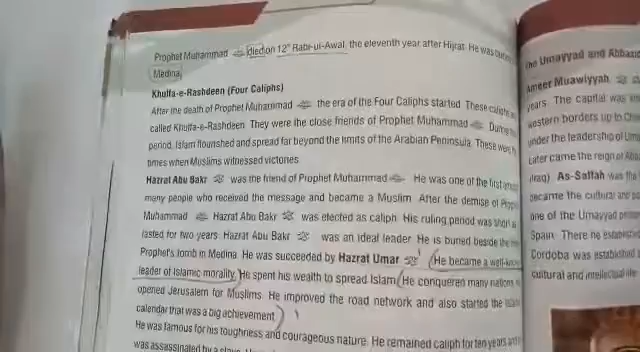 Prophet Muhammad ﷺ died on 12th Rabi-ul-Awal, the eleventh year after Hijrat. He was buried
Medina.
Khulfa-e-Rashdeen (Four Caliphs)
After the death of Prophet Muhammad ﷺ the era of the Four Caliphs started. These caliphs
called Khulfa-e-Rashdeen. They were the close friends of Prophet Muhammad ﷺ. During
period, Islam flourished and spread far beyond the limits of the Arabian Peninsula. These were
times when Muslims witnessed victories.
Hazrat Abu Bakr was the friend of Prophet Muhammad ﷺ. He was one of the first
many people who received the message and became a Muslim. After the demise of
Muhammad ﷺ Hazrat Abu Bakr was elected as caliph. His ruling period was short
lasted for two years. Hazrat Abu Bakr was an ideal leader. He is buried beside the
Prophet's tomb in Medina. He was succeeded by Hazrat Umar (He became a
leader of Islamic morality. He spent his wealth to spread Islam (He conquered many nations
opened Jerusalem for Muslims. He improved the road network and also started the
calendar that was a big achievement.)
He was famous for his toughness and courageous nature. He remained caliph for ten years
was assassinated by a
the Umayyad and
Ameer Muawiyyah
years. The capital was
western borders up to
under the leadership of
Later came the reign of
(Iraq). As-Saffah was the
became the cultural and
one of the Umayyad
Spain. There he established
Cordoba was established
cultural and intellectual life